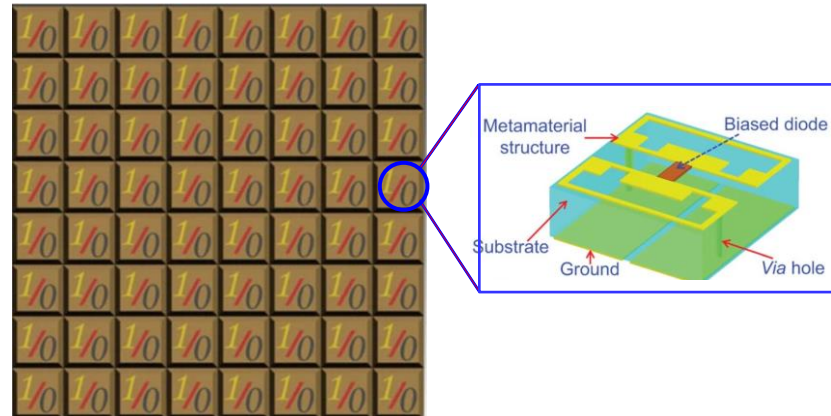 1/0 1/0 1/0 1/0 1/0 1/0 1/0 1/0
1/0 1/0 1/0 1/0 1/0 1/0 1/0 1/0
1/0 1/0 1/0 1/0 1/0 1/0 1/0 1/0
1/0 1/0 1/0 1/0 1/0 1/0 1/0 1/0
1/0 1/0 1/0 1/0 1/0 1/0 1/0 1/0
1/0 1/0 1/0 1/0 1/0 1/0 1/0 1/0
1/0 1/0 1/0 1/0 1/0 1/0 1/0 1/0
1/0 1/0 1/0 1/0 1/0 1/0 1/0 1/0
Metamaterial
structure
Biased diode
Substrate
Ground
Via hole